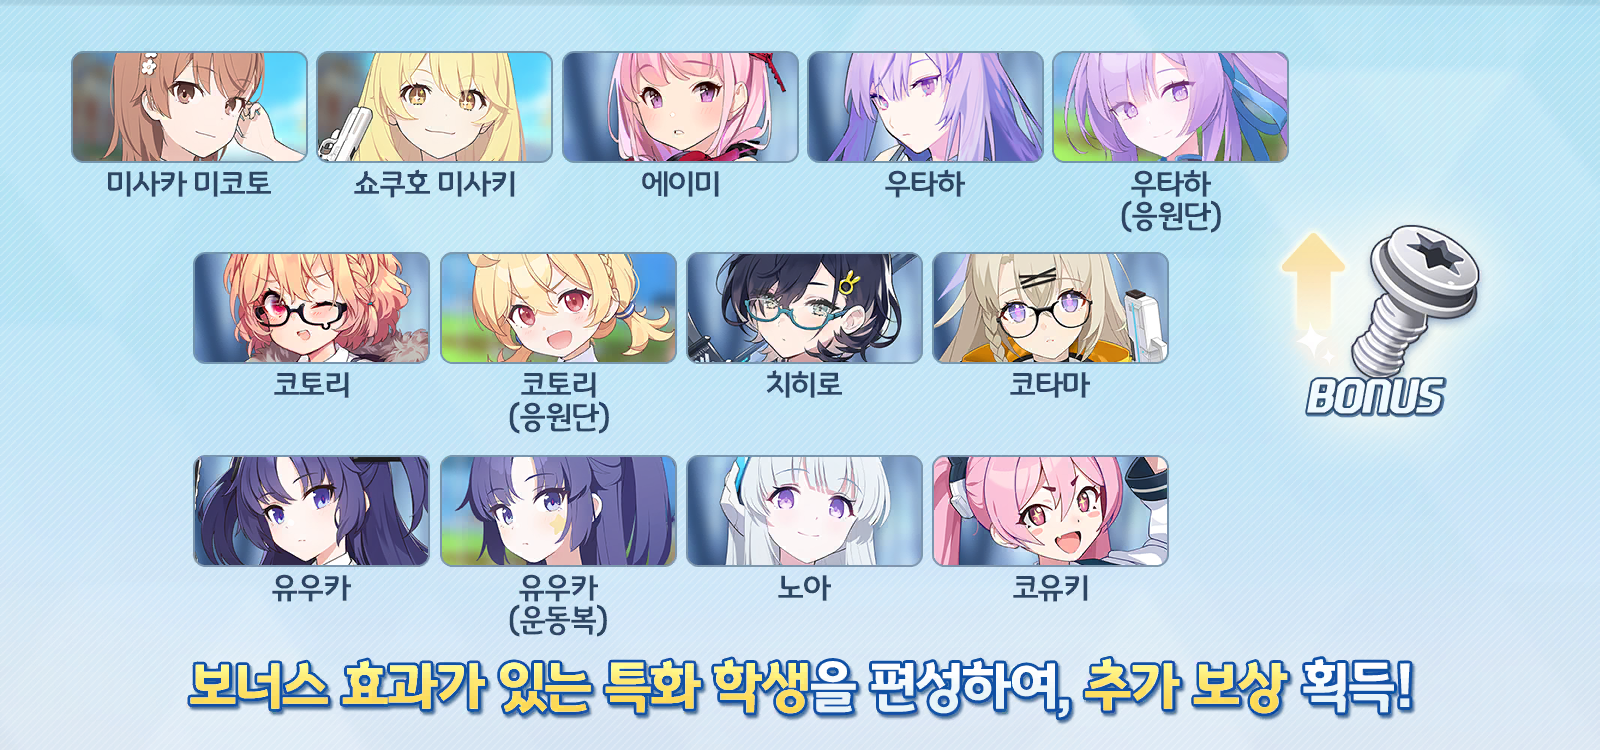 미사카 미코토
쇼쿠호 미사키
에이미
우타하
우타하
(응원단)
코토리
코토리
(응원단)
치히로
코타마
BONUS
유우카
유우카
(운동복)
노아
코유키
보너스 효과가 있는 특화 학생을 편성하여, 추가 보상 획득!